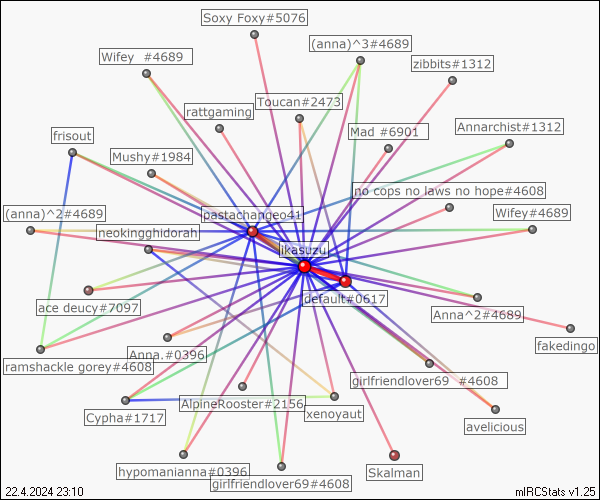 Soxy Foxy#5076
(anna)^3#4689
Wifey  #4689
zibbits#1312
Toucan#2473
rattgaming
Mad #6901
Annarchist#1312
frisout
Mushy#1984
no cops no laws no hope#4608
(anna)^2#4689
pastachangeo41
Wifey#4689
neokingghidorah
ikasuzu
default#0617
ace deucy#7097
Anna^2#4689
fakedingo
Anna.#0396
ramshackle gorey#4608
girlfriendlover69  #4608
AlpineRooster#2156
xenoyaut
Cypha#1717
avelicious
hypomanianna#0396
Skalman
girlfriendlover69#4608
22.4.2024 23:10
mIRCStats v1.25